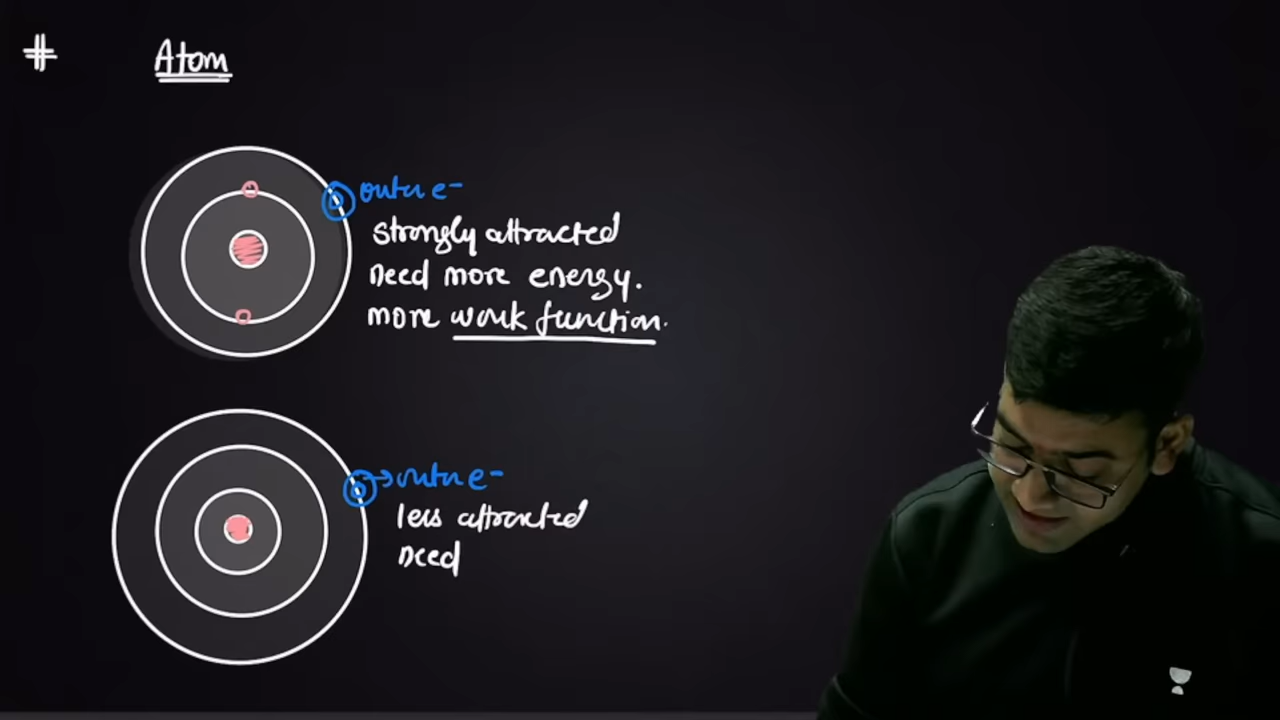 # Atom
outer e-
strongly attracted
need more energy.
more work function.
→ outer e-
less attracted
need